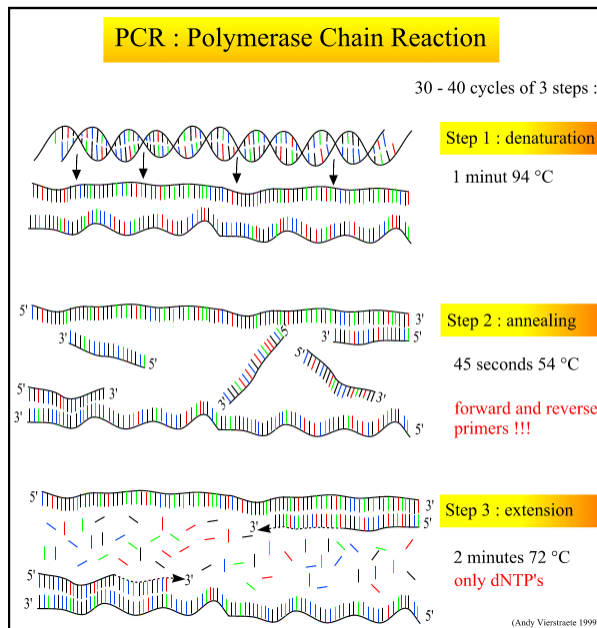 PCR : Polymerase Chain Reaction
30 - 40 cycles of 3 steps :
Step 1 : denaturation
1 minut 94 °C
5'
3'
Step 2 : annealing
3'
5'
5'
3'
5'
5'
45 seconds 54 °C
5'
3'
3'
3'
forward and reverse
primers !!!
3'
5'
5'
3'
Step 3 : extension
3'
5'
2 minutes 72 °C
5'
3'
only dNTP's
3'
5'
(Andy Vierstraete 1999